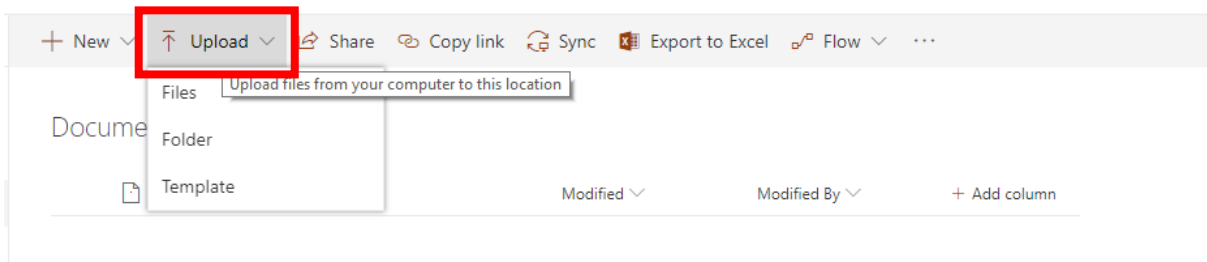 New Upload Share Copy link Sync Export to Excel Flow ...
Upload files from your computer to this location
Files
Docume
Folder
Template
Modified Modified By + Add column